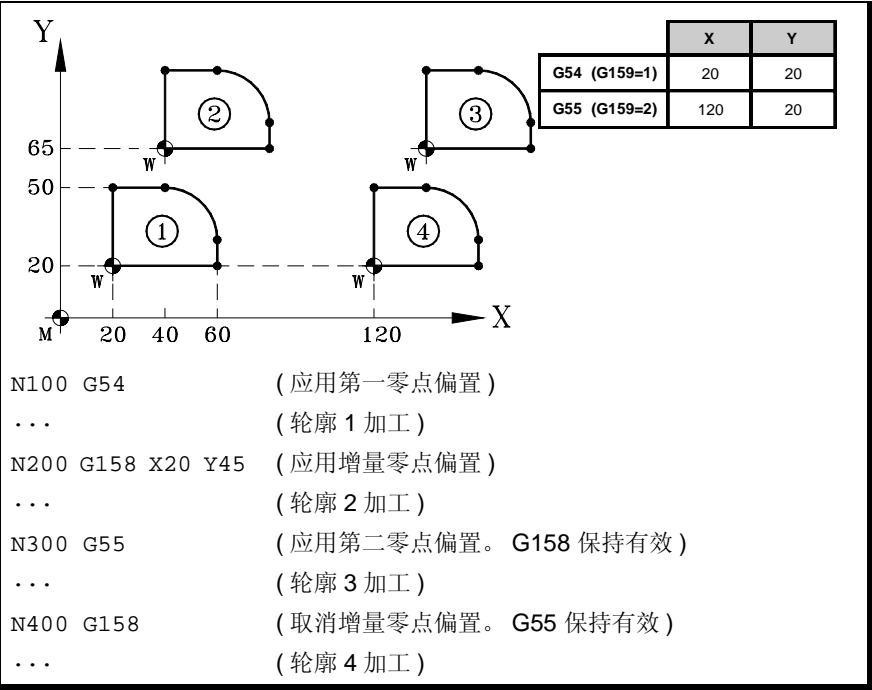 Y
X Y
G54 (G159=1) 20 20
G55 (G159=2) 120 20
2 3
65
W W
50
1 4
20
W W
M
X
20 40 60 120
N100 G54 ( 应用第一零点偏置 )
... ( 轮廓 1 加工 )
N200 G158 X20 Y45 ( 应用增量零点偏置 )
... ( 轮廓 2 加工 )
N300 G55 ( 应用第二零点偏置。 G158 保持有效 )
... ( 轮廓 3 加工 )
N400 G158 ( 取消增量零点偏置。 G55 保持有效 )
... ( 轮廓 4 加工 )